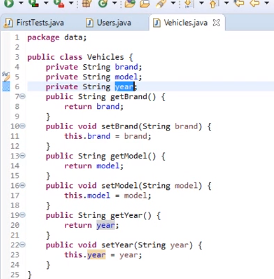 FirstTests.java
Users.java
Vehicles.java
1 package data;
2
3 public class Vehicles {
4 private String brand;
5 private String model;
6 private String year;
7 public String getBrand() {
8 return brand;
9 }
10 public void setBrand(String brand) {
11 this.brand = brand;
12 }
13 public String getModel() {
14 return model;
15 }
16 public void setModel(String model) {
17 this.model = model;
18 }
19 public String getYear() {
20 return year;
21 }
22 public void setYear(String year) {
23 this.year = year;
24 }
25 }